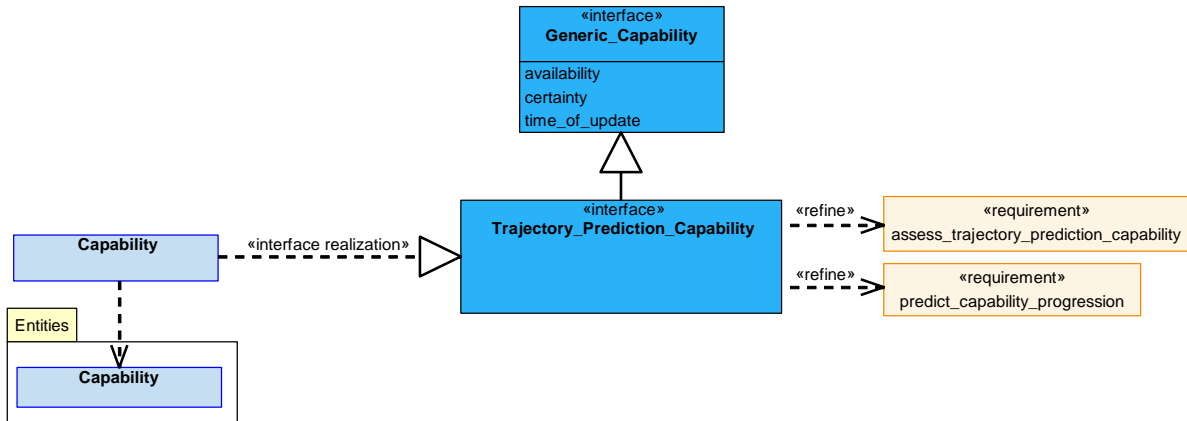 «interface»
Generic_Capability
availability
certainty
time_of_update
«interface»
Trajectory_Prediction_Capability
«refine»
«requirement»
assess_trajectory_prediction_capability
Capability
«interface realization»
«refine»
«requirement»
predict_capability_progression
Entities
Capability